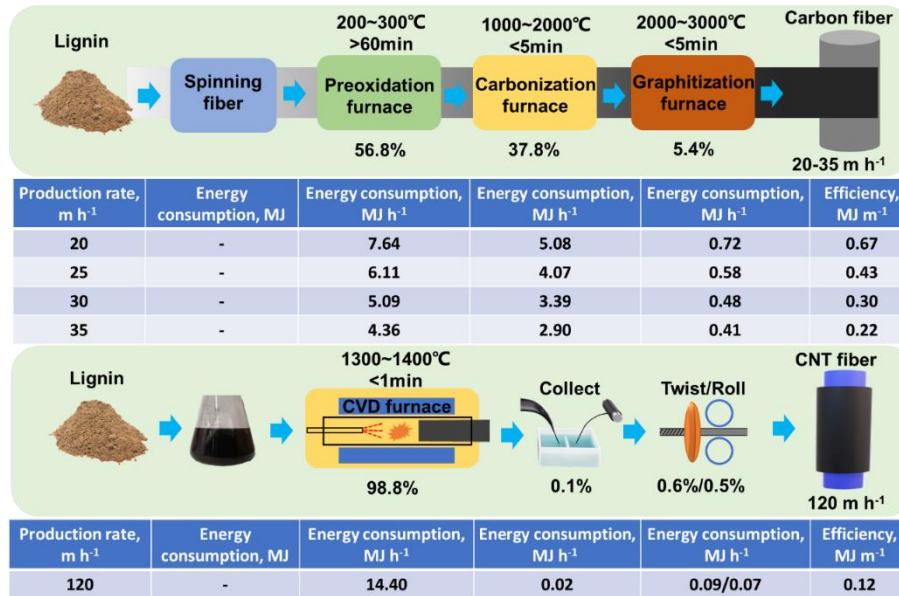 200~300℃
>60min
1000~2000℃
<5min
2000~3000℃
<5min
Carbon fiber
Lignin
Spinning
fiber
Preoxidation
furnace
Carbonization
furnace
Graphitization
furnace
56.8%
37.8%
5.4%
20-35 m h⁻¹
Production rate, m h⁻¹ Energy consumption, MJ Energy consumption, MJ h⁻¹ Energy consumption, MJ h⁻¹ Energy consumption, MJ h⁻¹ Efficiency, MJ m⁻¹
20 - 7.64 5.08 0.72 0.67
25 - 6.11 4.07 0.58 0.43
30 - 5.09 3.39 0.48 0.30
35 - 4.36 2.90 0.41 0.22
1300~1400℃
<1min
CNT fiber
Lignin
CVD furnace
Collect
Twist/Roll
98.8%
0.1%
0.6%/0.5%
120 m h⁻¹
Production rate, m h⁻¹ Energy consumption, MJ Energy consumption, MJ h⁻¹ Energy consumption, MJ h⁻¹ Energy consumption, MJ h⁻¹ Efficiency, MJ m⁻¹
120 - 14.40 0.02 0.09/0.07 0.12